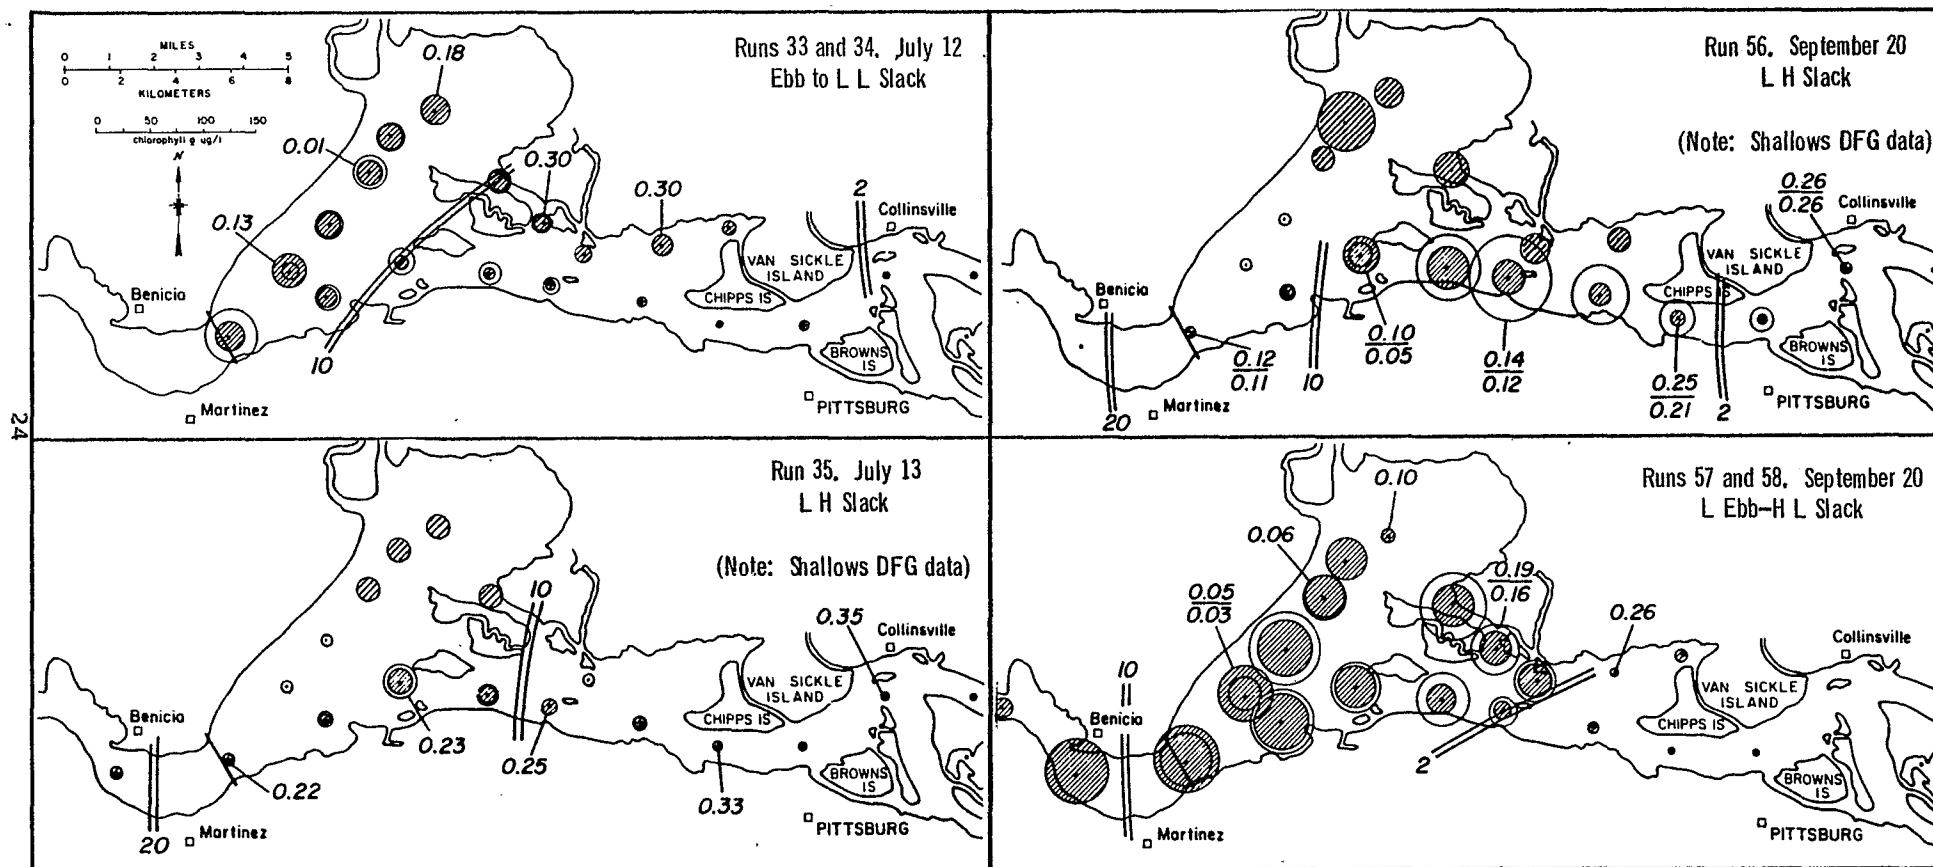 Runs 33 and 34. July 12
Ebb to L L Slack
MILES
0 1 2 3 4 5
0 2 4 6 8
KILOMETERS
0 50 100 150
chlorophyll a ug/l
N
0.18
0.01
0.13
0.30
0.30
2
10
Collinsville
VAN SICKLE
ISLAND
CHIPPS IS
BROWNS
IS
Benicia
Martinez
PITTSBURG
Run 56. September 20
L H Slack
(Note: Shallows DFG data)
0.26
0.26
Collinsville
VAN SICKLE
ISLAND
CHIPPS IS
BROWNS
IS
Benicia
0.10
0.05
0.12
0.11
10
0.14
0.12
0.25
0.21
2
20
Martinez
PITTSBURG
24
Run 35. July 13
L H Slack
(Note: Shallows DFG data)
10
0.35
Collinsville
VAN SICKLE
ISLAND
CHIPPS IS
BROWNS
IS
Benicia
0.23
0.25
0.22
0.33
20
Martinez
PITTSBURG
Runs 57 and 58. September 20
L Ebb-H L Slack
0.10
0.06
0.05
0.03
0.19
0.16
0.26
10
Collinsville
VAN SICKLE
ISLAND
CHIPPS IS
BROWNS
IS
Benicia
2
Martinez
PITTSBURG